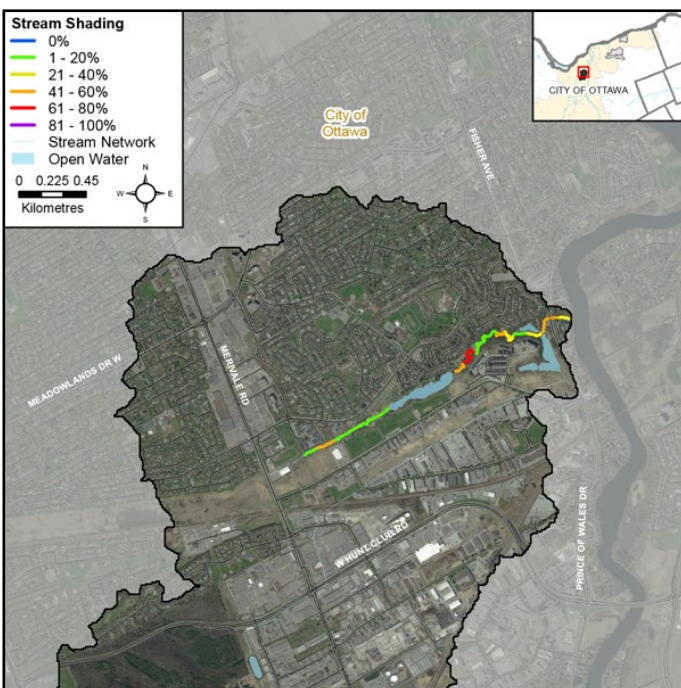 Stream Shading
0%
1 - 20%
21 - 40%
41 - 60%
61 - 80%
81 - 100%
Stream Network
Open Water
0 0.225 0.45
Kilometres
N
W E
S
CITY OF OTTAWA
City of
Ottawa
FISHER AVE
MEADOWLANDS DR W
MERIVALE RD
W HUNT CLUB RD
PRINCE OF WALES DR